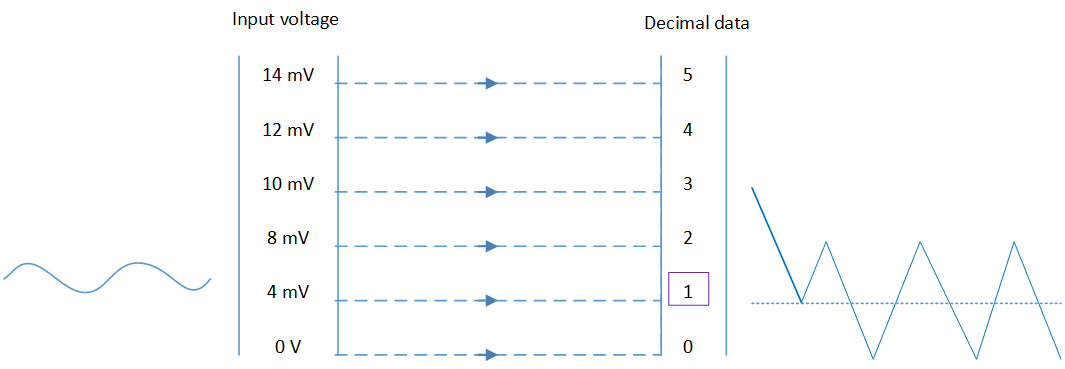 Input voltage
Decimal data
14 mV
5
12 mV
4
10 mV
3
8 mV
2
4 mV
1
0 V
0